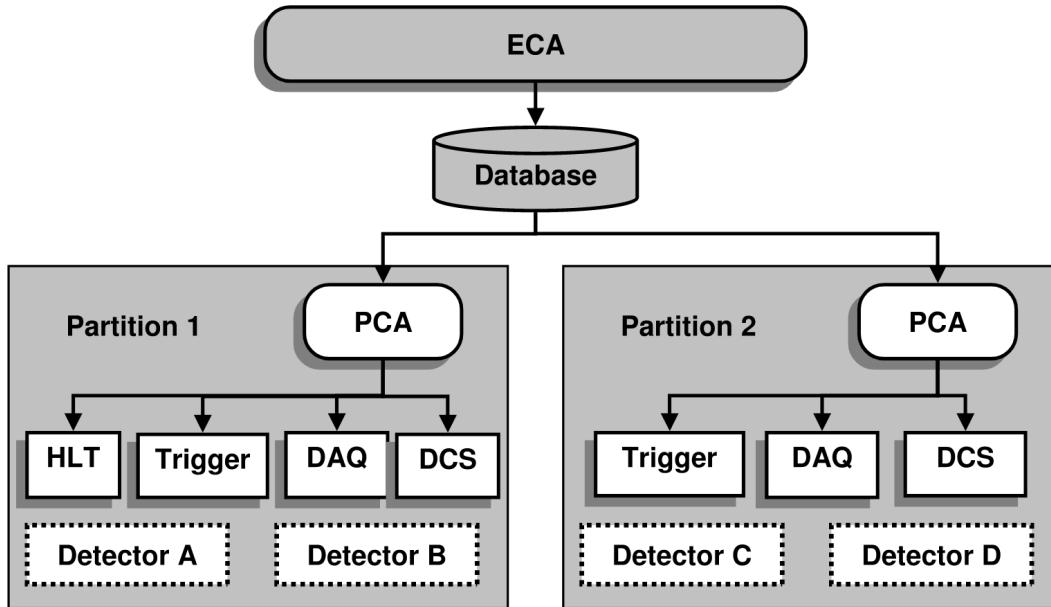 ECA
Database
Partition 1
PCA
Partition 2
PCA
HLT
Trigger
DAQ
DCS
Trigger
DAQ
DCS
Detector A
Detector B
Detector C
Detector D